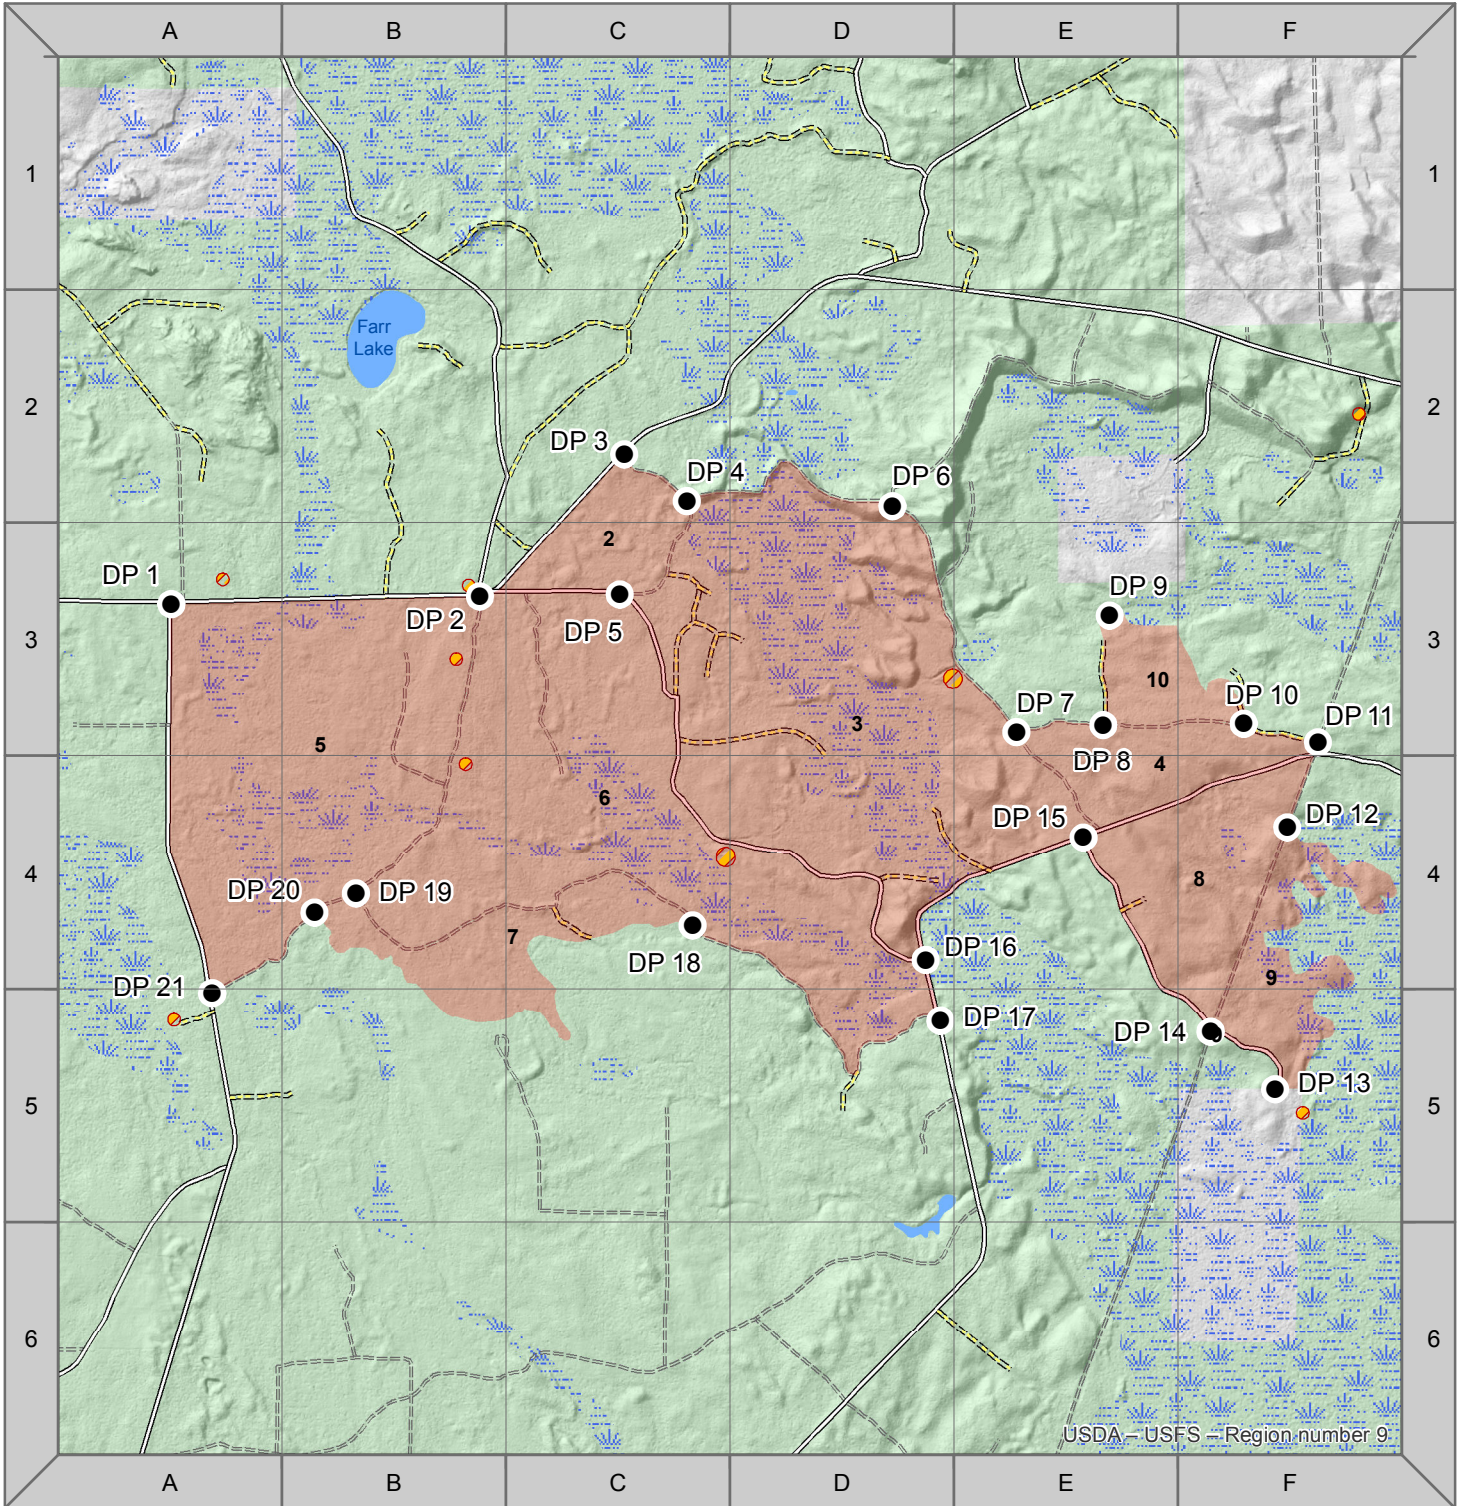 A B C D E F
1 1
Farr
Lake
2 2
DP 3
DP 4
DP 6
2
DP 1
DP 9
DP 2
DP 5
3 3
10
DP 7
DP 10
DP 11
3
5
DP 8
4
6
DP 15
DP 12
4 4
8
DP 20
DP 19
7
DP 18
DP 16
9
DP 21
DP 17
DP 14
DP 13
5 5
6 6
USDA – USFS – Region number 9
A B C D E F